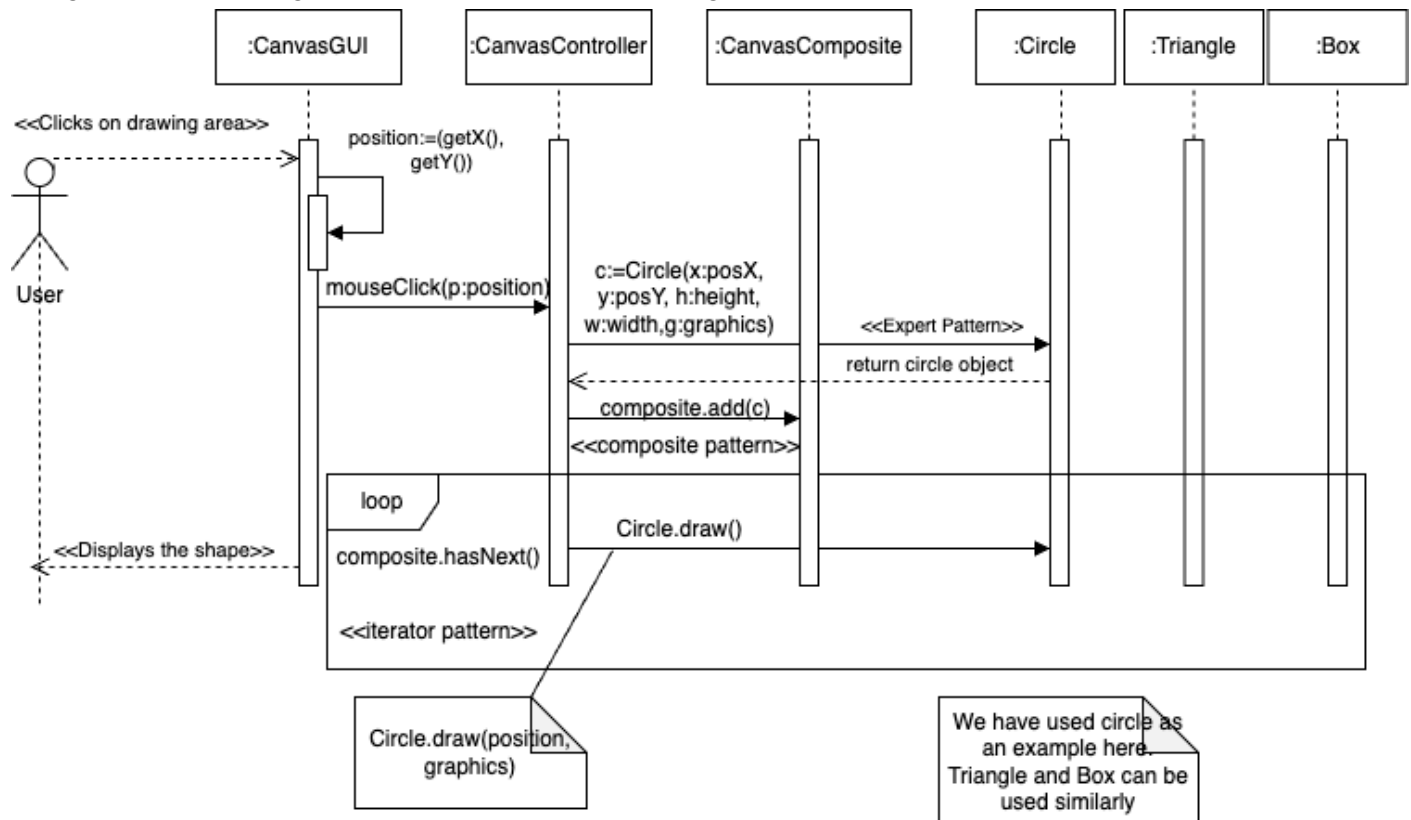 :CanvasGUI
:CanvasController
:CanvasComposite
:Circle
:Triangle
:Box
<<Clicks on drawing area>>
position:=(getX(),
getY())
User
mouseClick(p:position)
c:=Circle(x:posX,
y:posY, h:height,
w:width,g:graphics)
<<Expert Pattern>>
return circle object
composite.add(c)
<<composite pattern>>
loop
Circle.draw()
<<Displays the shape>>
composite.hasNext()
<<iterator pattern>>
Circle.draw(position,
graphics)
We have used circle as
an example here.
Triangle and Box can be
used similarly